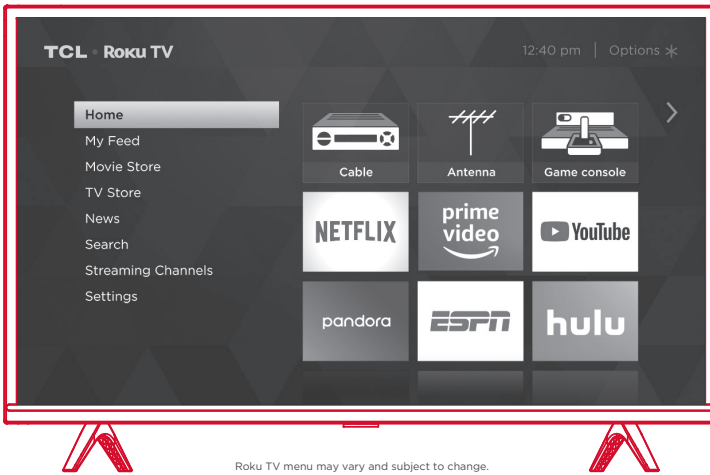 TCL • Roku TV
12:40 pm | Options *
Home
My Feed
Movie Store
TV Store
News
Search
Streaming Channels
Settings
Cable
Antenna
Game console
NETFLIX
prime
video
YouTube
pandora
ESPN
hulu
Roku TV menu may vary and subject to change.